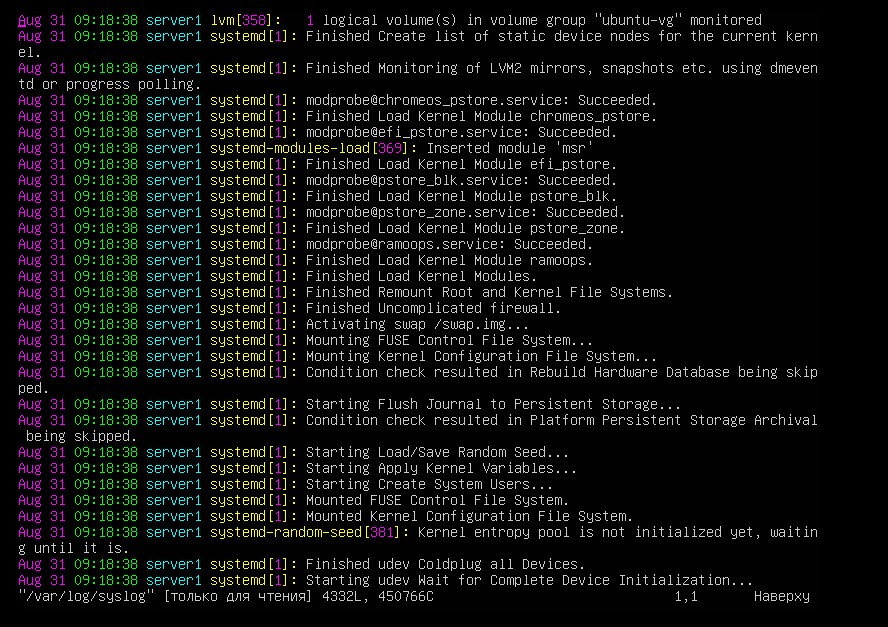 Aug 31 09:18:38 server1 lvm[358]:   1 logical volume(s) in volume group "ubuntu-vg" monitored
Aug 31 09:18:38 server1 systemd[1]: Finished Create list of static device nodes for the current kern
el.
Aug 31 09:18:38 server1 systemd[1]: Finished Monitoring of LVM2 mirrors, snapshots etc. using dmeven
td or progress polling.
Aug 31 09:18:38 server1 systemd[1]: modprobe@chromeos_pstore.service: Succeeded.
Aug 31 09:18:38 server1 systemd[1]: Finished Load Kernel Module chromeos_pstore.
Aug 31 09:18:38 server1 systemd[1]: modprobe@efi_pstore.service: Succeeded.
Aug 31 09:18:38 server1 systemd-modules-load[369]: Inserted module 'msr'
Aug 31 09:18:38 server1 systemd[1]: Finished Load Kernel Module efi_pstore.
Aug 31 09:18:38 server1 systemd[1]: modprobe@pstore_blk.service: Succeeded.
Aug 31 09:18:38 server1 systemd[1]: Finished Load Kernel Module pstore_blk.
Aug 31 09:18:38 server1 systemd[1]: modprobe@pstore_zone.service: Succeeded.
Aug 31 09:18:38 server1 systemd[1]: Finished Load Kernel Module pstore_zone.
Aug 31 09:18:38 server1 systemd[1]: modprobe@ramoops.service: Succeeded.
Aug 31 09:18:38 server1 systemd[1]: Finished Load Kernel Module ramoops.
Aug 31 09:18:38 server1 systemd[1]: Finished Load Kernel Modules.
Aug 31 09:18:38 server1 systemd[1]: Finished Remount Root and Kernel File Systems.
Aug 31 09:18:38 server1 systemd[1]: Finished Uncomplicated firewall.
Aug 31 09:18:38 server1 systemd[1]: Activating swap /swap.img...
Aug 31 09:18:38 server1 systemd[1]: Mounting FUSE Control File System...
Aug 31 09:18:38 server1 systemd[1]: Mounting Kernel Configuration File System...
Aug 31 09:18:38 server1 systemd[1]: Condition check resulted in Rebuild Hardware Database being skip
ped.
Aug 31 09:18:38 server1 systemd[1]: Starting Flush Journal to Persistent Storage...
Aug 31 09:18:38 server1 systemd[1]: Condition check resulted in Platform Persistent Storage Archival
 being skipped.
Aug 31 09:18:38 server1 systemd[1]: Starting Load/Save Random Seed...
Aug 31 09:18:38 server1 systemd[1]: Starting Apply Kernel Variables...
Aug 31 09:18:38 server1 systemd[1]: Starting Create System Users...
Aug 31 09:18:38 server1 systemd[1]: Mounted FUSE Control File System.
Aug 31 09:18:38 server1 systemd[1]: Mounted Kernel Configuration File System.
Aug 31 09:18:38 server1 systemd-random-seed[381]: Kernel entropy pool is not initialized yet, waitin
g until it is.
Aug 31 09:18:38 server1 systemd[1]: Finished udev Coldplug all Devices.
Aug 31 09:18:38 server1 systemd[1]: Starting udev Wait for Complete Device Initialization...
"/var/log/syslog" [только для чтения] 4332L, 450766C 1,1 Наверху